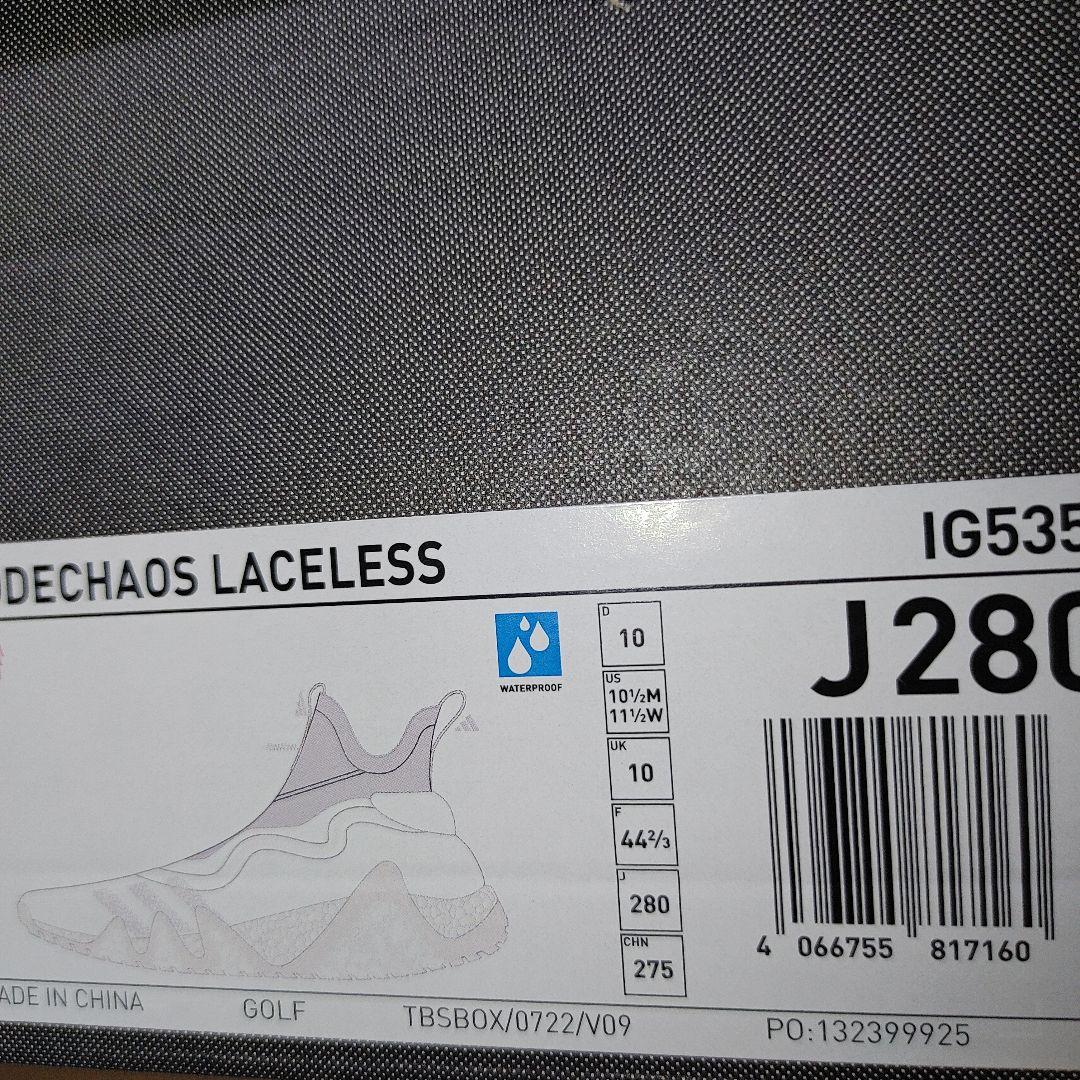 ODECHAOS LACELESS
IG535
WATERPROOF
D
10
US
10½M
11½W
UK
10
F
44⅔
J
280
CHN
275
J280
4 066755 817160
ADE IN CHINA
GOLF
TBSBOX/0722/V09
PO:132399925